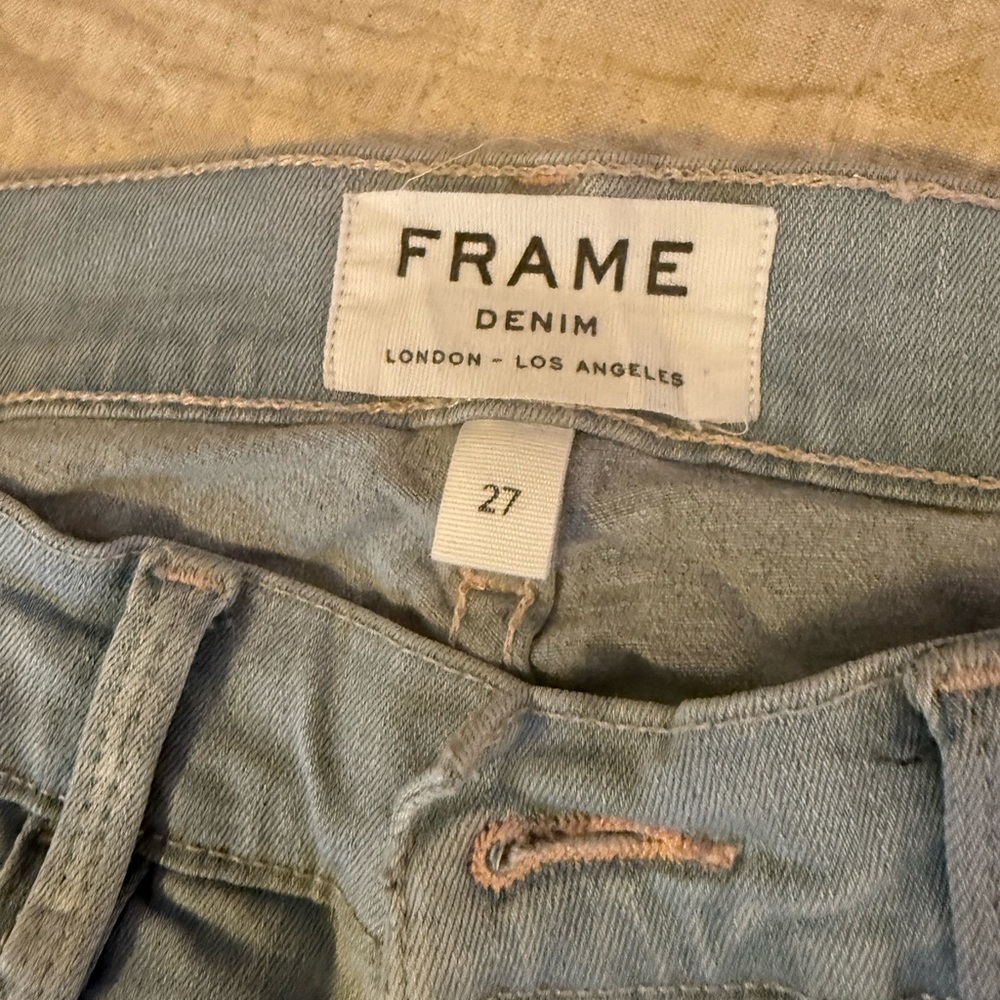 FRAME
DENIM
LONDON - LOS ANGELES
27